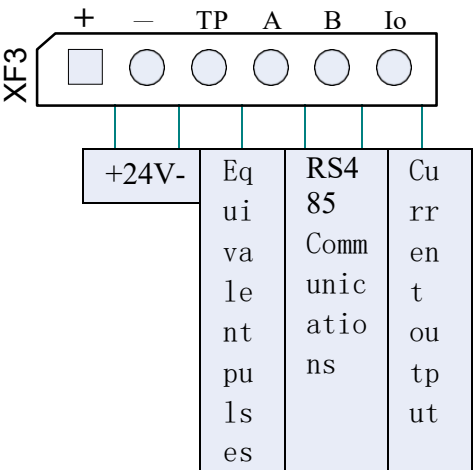 + — TP A B Io
XF3
+24V-
Eq
ui
va
le
nt
pu
ls
es
RS4
85
Comm
unic
atio
ns
Cu
rr
en
t
ou
tp
ut